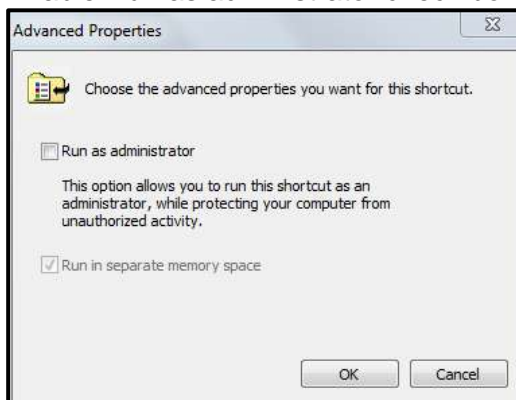 Advanced Properties
Choose the advanced properties you want for this shortcut.
Run as administrator
This option allows you to run this shortcut as an
administrator, while protecting your computer from
unauthorized activity.
Run in separate memory space
OK Cancel